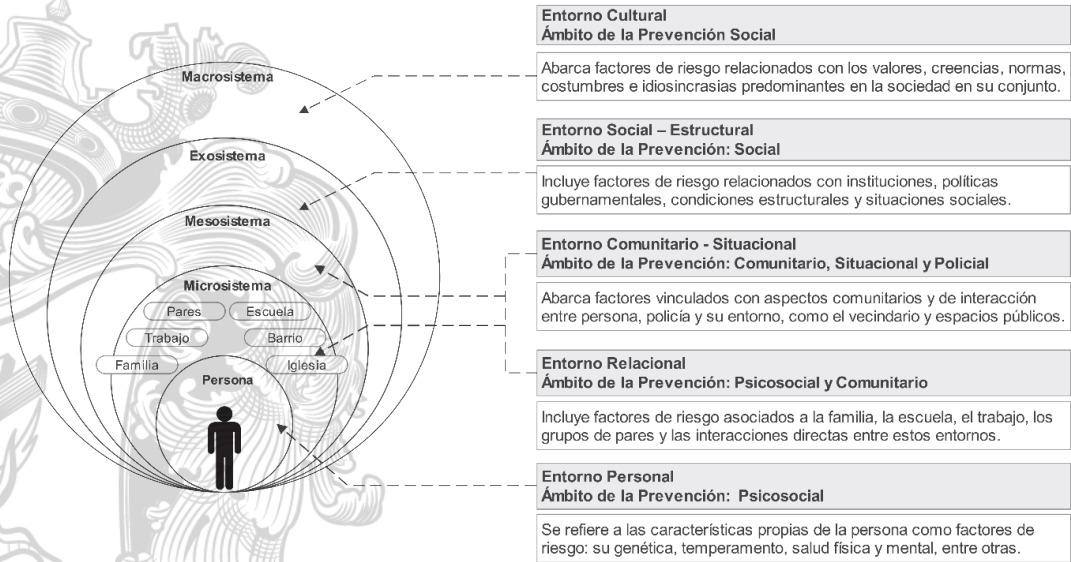 Macrosistema
Exosistema
Mesosistema
Microsistema
Pares
Escuela
Trabajo
Barrio
Familia
Iglesia
Persona
Entorno Cultural
Ámbito de la Prevención Social
Abarca factores de riesgo relacionados con los valores, creencias, normas,
costumbres e idiosincrasias predominantes en la sociedad en su conjunto.
Entorno Social – Estructural
Ámbito de la Prevención: Social
Incluye factores de riesgo relacionados con instituciones, políticas
gubernamentales, condiciones estructurales y situaciones sociales.
Entorno Comunitario - Situacional
Ámbito de la Prevención: Comunitario, Situacional y Policial
Abarca factores vinculados con aspectos comunitarios y de interacción
entre persona, policía y su entorno, como el vecindario y espacios públicos.
Entorno Relacional
Ámbito de la Prevención: Psicosocial y Comunitario
Incluye factores de riesgo asociados a la familia, la escuela, el trabajo, los
grupos de pares y las interacciones directas entre estos entornos.
Entorno Personal
Ámbito de la Prevención: Psicosocial
Se refiere a las características propias de la persona como factores de
riesgo: su genética, temperamento, salud física y mental, entre otras.